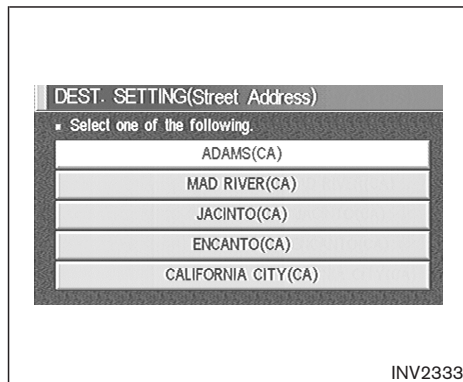 DEST. SETTING(Street Address)
▪ Select one of the following.
ADAMS(CA)
MAD RIVER(CA)
JACINTO(CA)
ENCANTO(CA)
CALIFORNIA CITY(CA)
INV2333